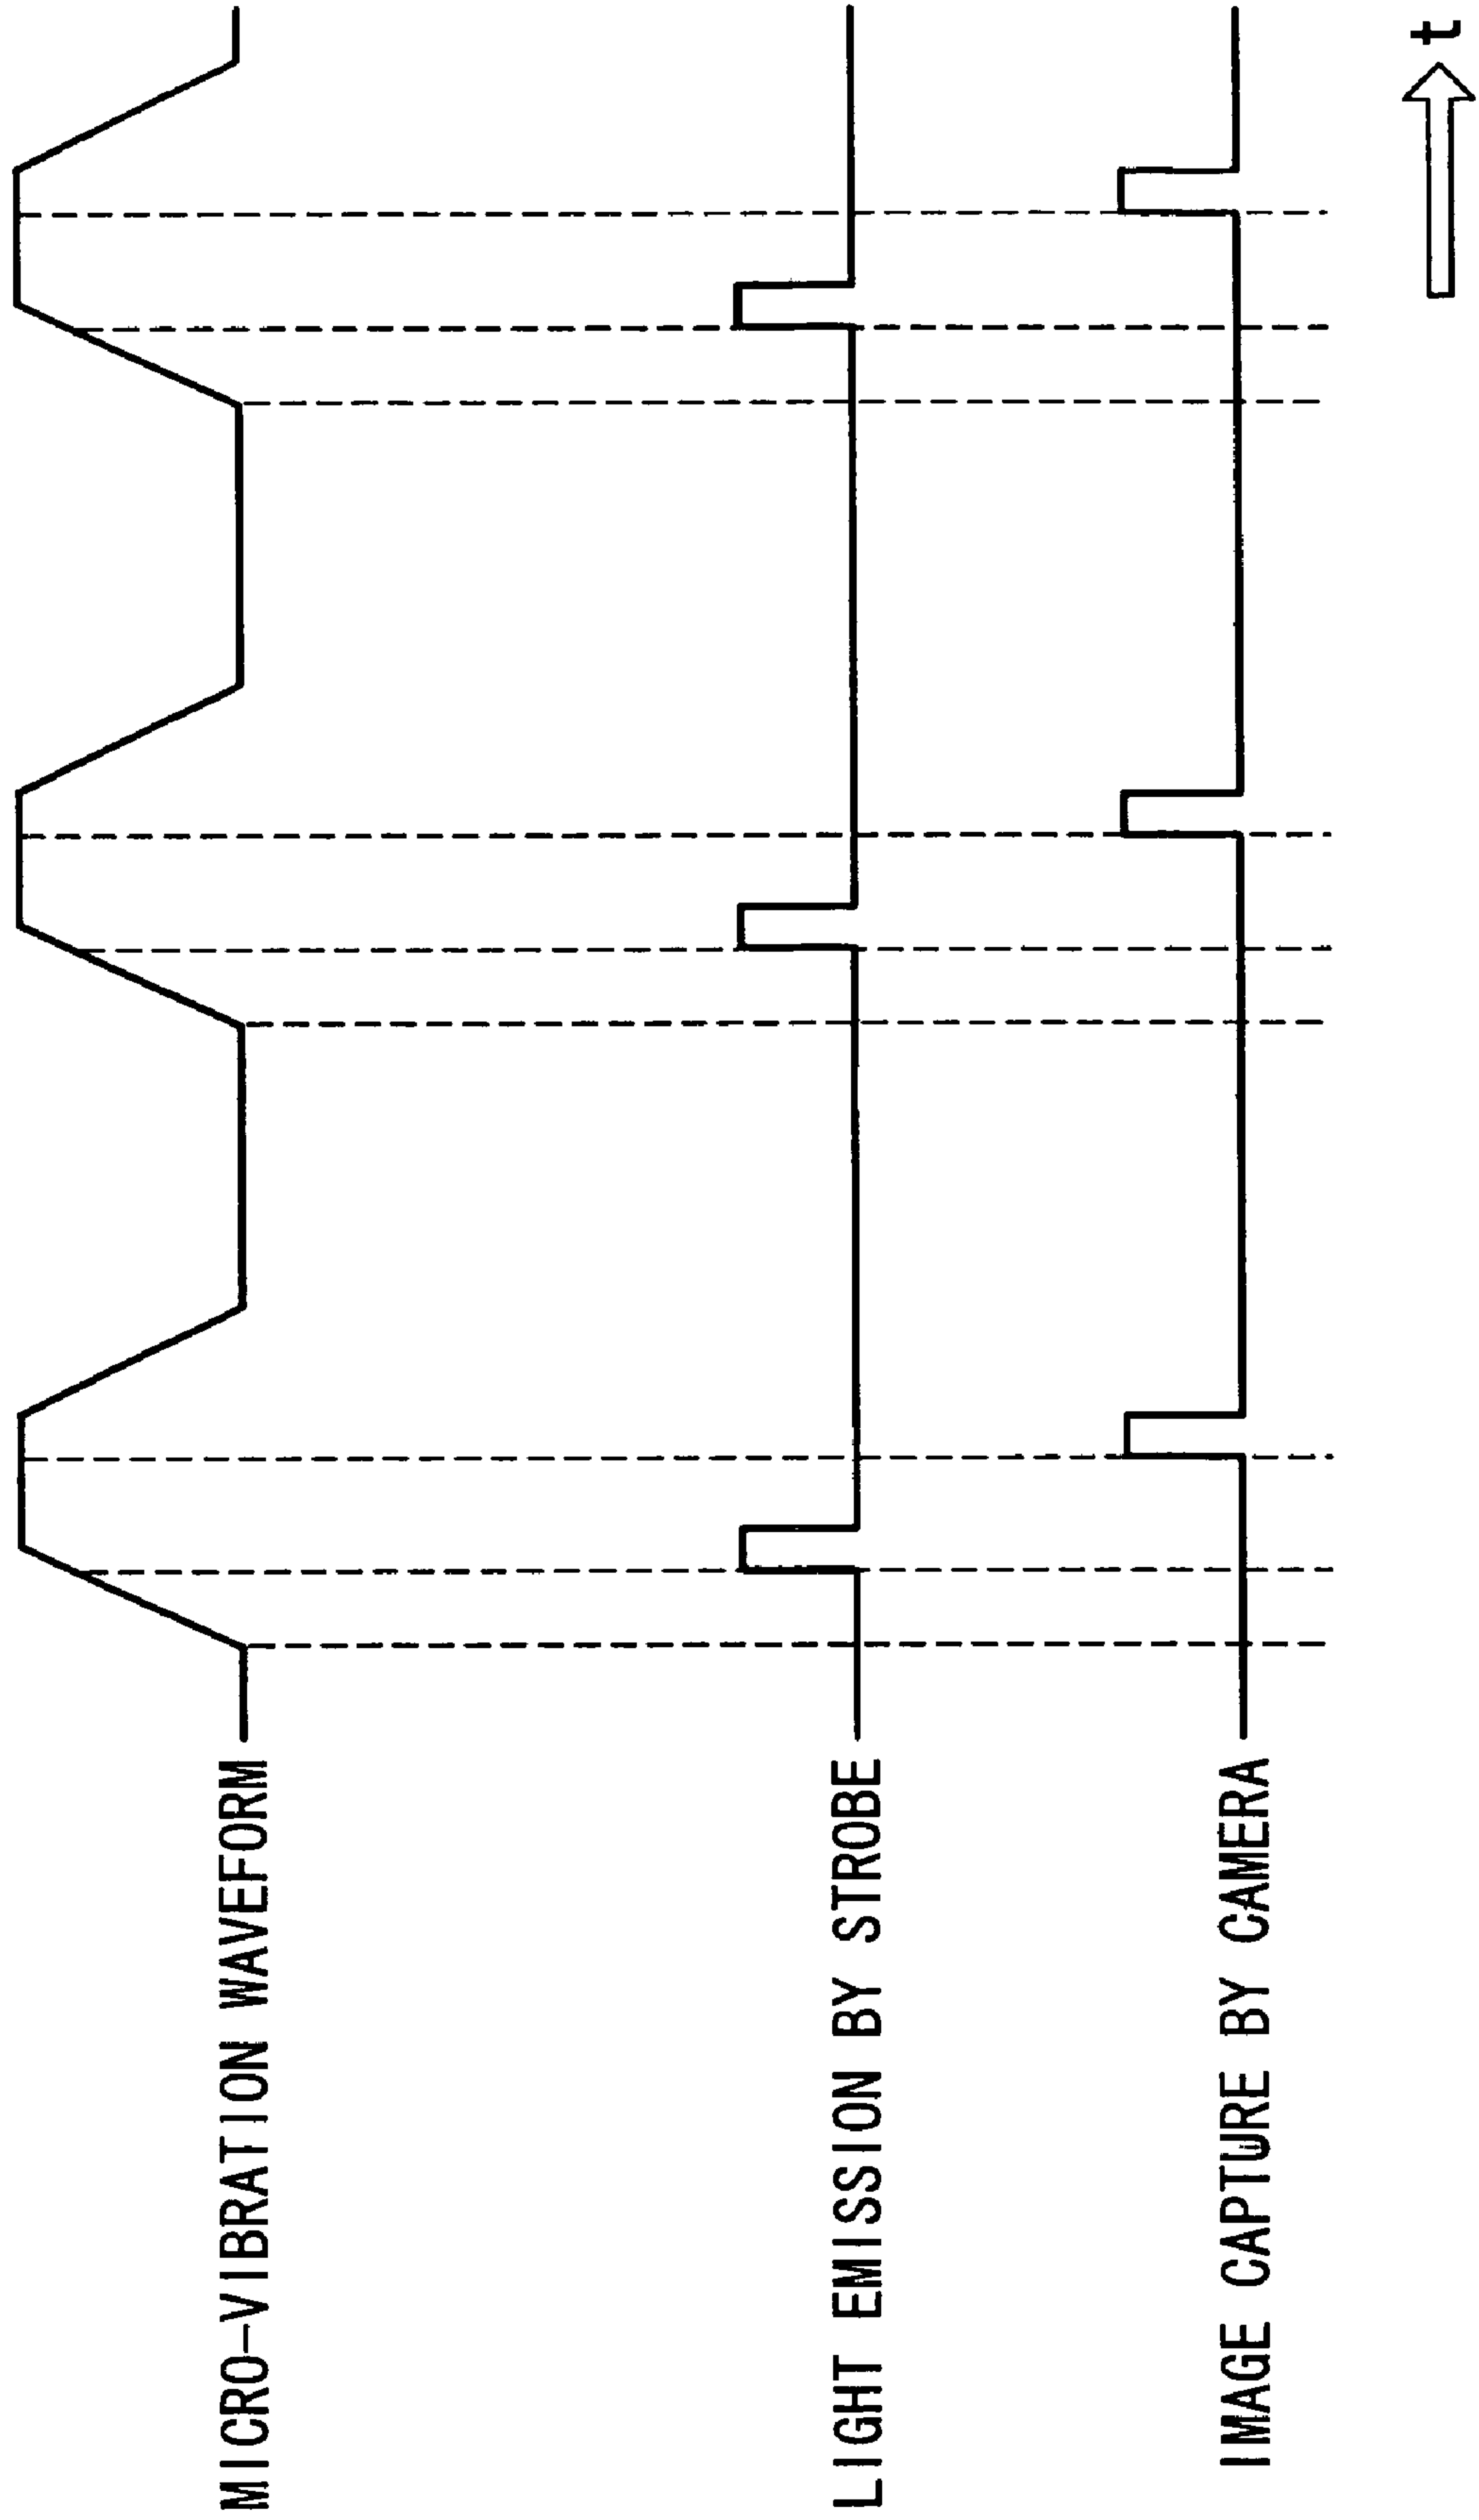 MICRO-VIBRATION WAVEFORM
LIGHT EMISSION BY STROBE
IMAGE CAPTURE BY CAMERA
t